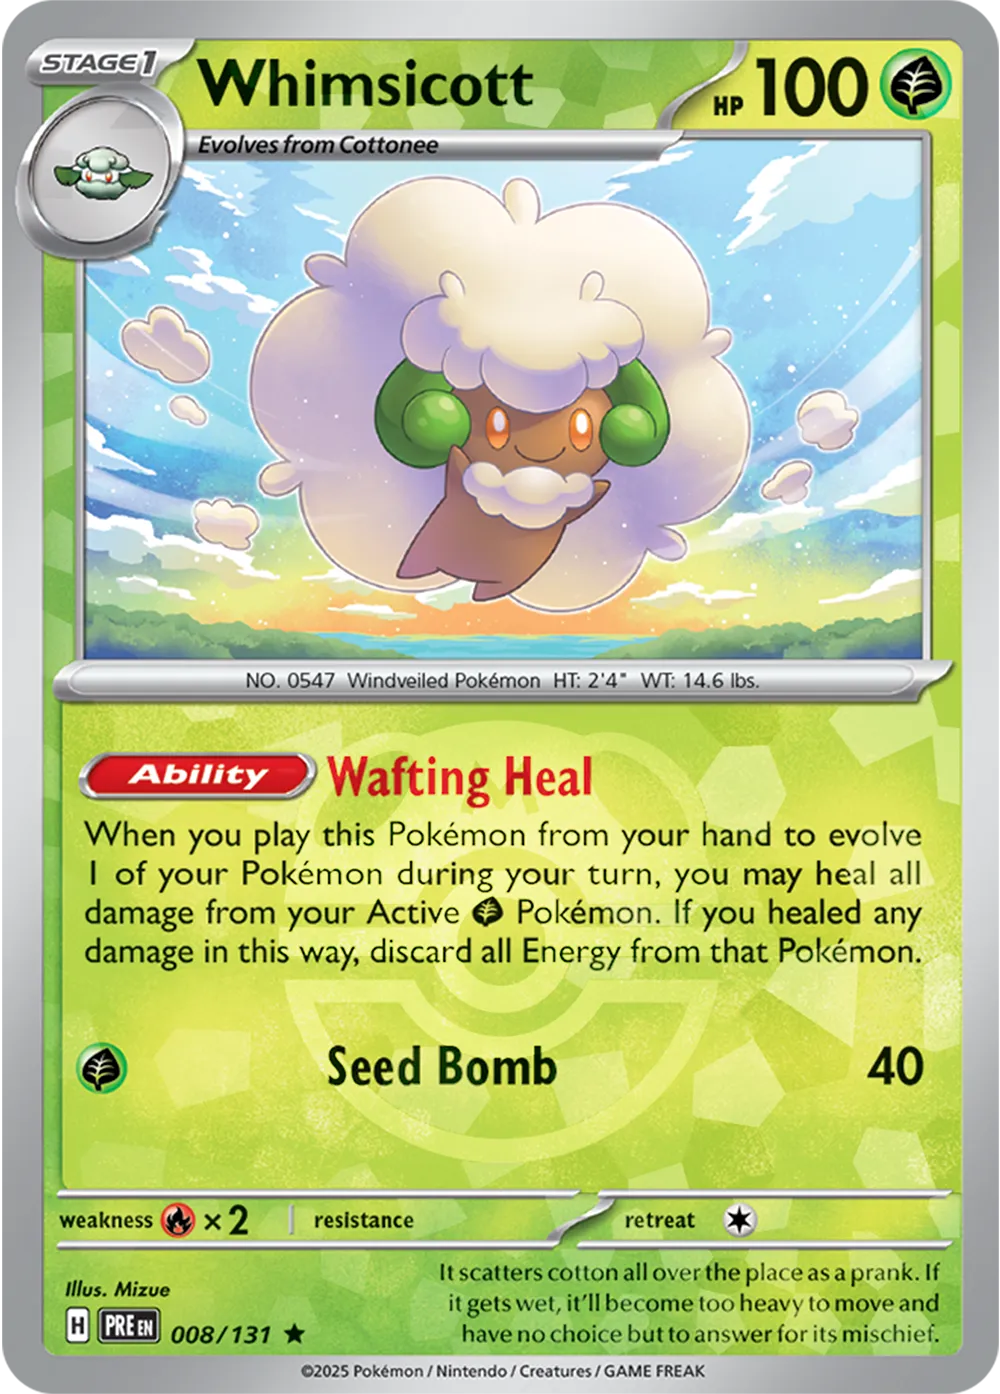 STAGE 1
Whimsicott
HP 100
Evolves from Cottonee
NO. 0547 Windveiled Pokémon HT: 2'4" WT: 14.6 lbs.
Ability Wafting Heal
When you play this Pokémon from your hand to evolve
1 of your Pokémon during your turn, you may heal all
damage from your Active Pokémon. If you healed any
damage in this way, discard all Energy from that Pokémon.
Seed Bomb 40
weakness ×2 resistance retreat
Illus. Mizue
It scatters cotton all over the place as a prank. If
it gets wet, it'll become too heavy to move and
have no choice but to answer for its mischief.
H PRE EN 008/131 ★
©2025 Pokémon / Nintendo / Creatures / GAME FREAK